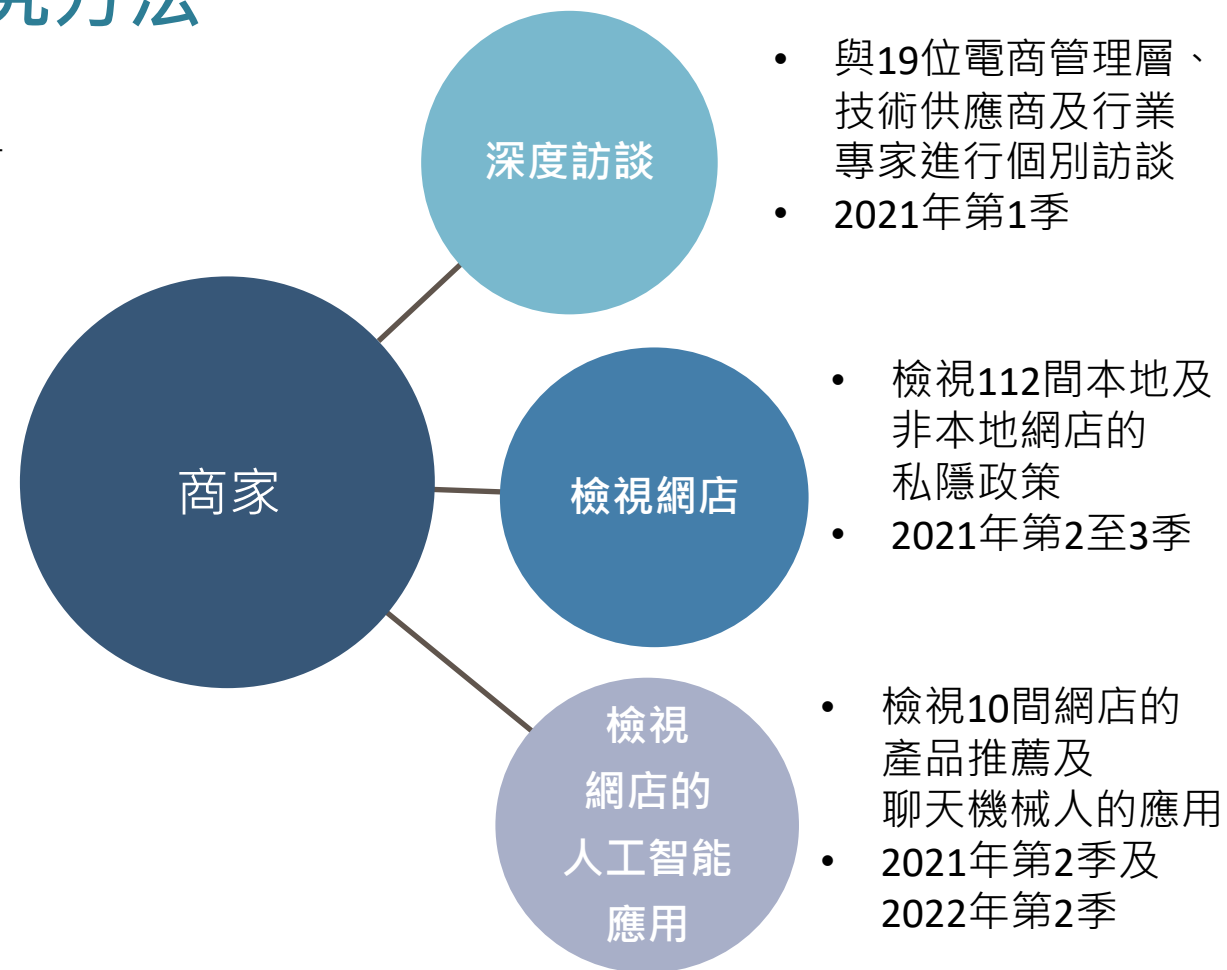 究方法
• 與19位電商管理層、
技術供應商及行業
專家進行個別訪談
• 2021年第1季
深度訪談
商家
檢視網店
• 檢視112間本地及
非本地網店的
私隱政策
• 2021年第2至3季
檢視
網店的
人工智能
應用
• 檢視10間網店的
產品推薦及
聊天機械人的應用
• 2021年第2季及
2022年第2季